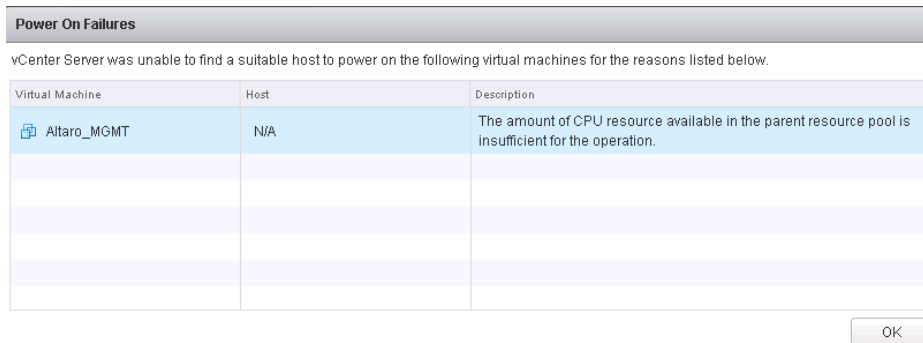 Power On Failures
vCenter Server was unable to find a suitable host to power on the following virtual machines for the reasons listed below.
Virtual Machine Host Description
Altaro_MGMT N/A The amount of CPU resource available in the parent resource pool is
insufficient for the operation.
OK